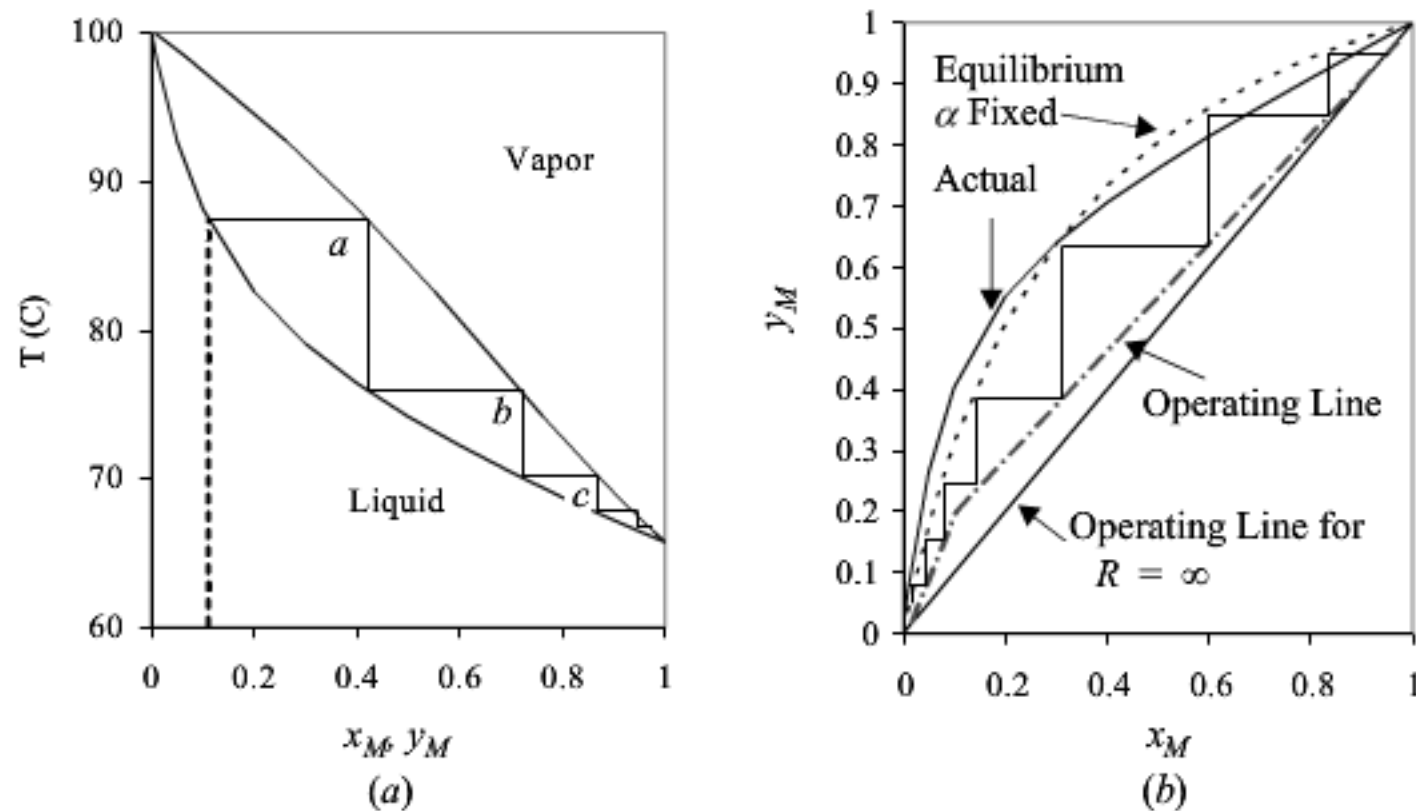 100
90
80
70
60
T (C)
Vapor
a
b
c
Liquid
0 0.2 0.4 0.6 0.8 1
x_M, y_M
(a)
1
0.9
0.8
0.7
0.6
0.5
0.4
0.3
0.2
0.1
0
y_M
Equilibrium
α Fixed
Actual
Operating Line
Operating Line for
R = ∞
0 0.2 0.4 0.6 0.8 1
x_M
(b)